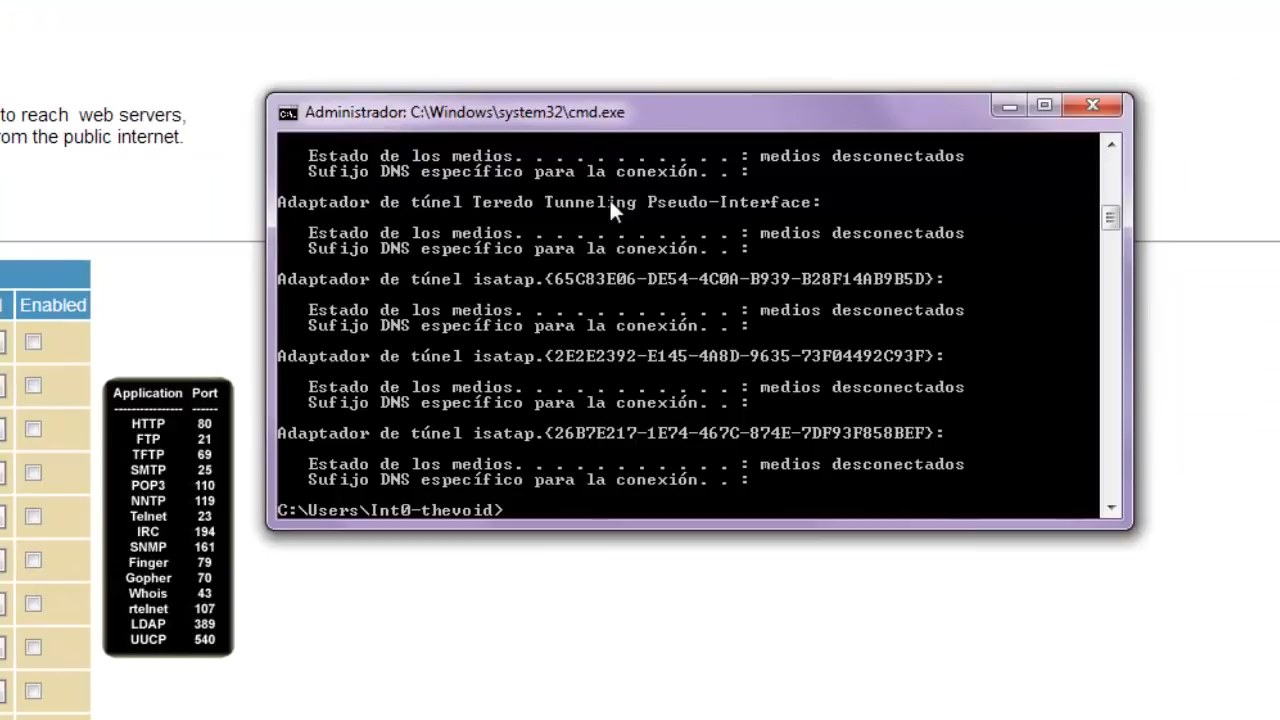 to reach web servers,
om the public internet.
Administrador: C:\Windows\system32\cmd.exe
Estado de los medios. . . . . . . . . . . : medios desconectados
Sufijo DNS específico para la conexión. . :
Adaptador de túnel Teredo Tunneling Pseudo-Interface:
Estado de los medios. . . . . . . . . . . : medios desconectados
Sufijo DNS específico para la conexión. . :
Adaptador de túnel isatap.{65C83E06-DE54-4C0A-B939-B28F14AB9B5D}:
Estado de los medios. . . . . . . . . . . : medios desconectados
Sufijo DNS específico para la conexión. . :
Adaptador de túnel isatap.{2E2E2392-E145-4A8D-9635-73F04492C93F}:
Estado de los medios. . . . . . . . . . . : medios desconectados
Sufijo DNS específico para la conexión. . :
Adaptador de túnel isatap.{26B7E217-1E74-467C-874E-7DF93F858BEF}:
Estado de los medios. . . . . . . . . . . : medios desconectados
Sufijo DNS específico para la conexión. . :
C:\Users\Int0-thevoid>
Enabled
Application Port
---------------- ------
HTTP 80
FTP 21
TFTP 69
SMTP 25
POP3 110
NNTP 119
Telnet 23
IRC 194
SNMP 161
Finger 79
Gopher 70
Whois 43
rtelnet 107
LDAP 389
UUCP 540